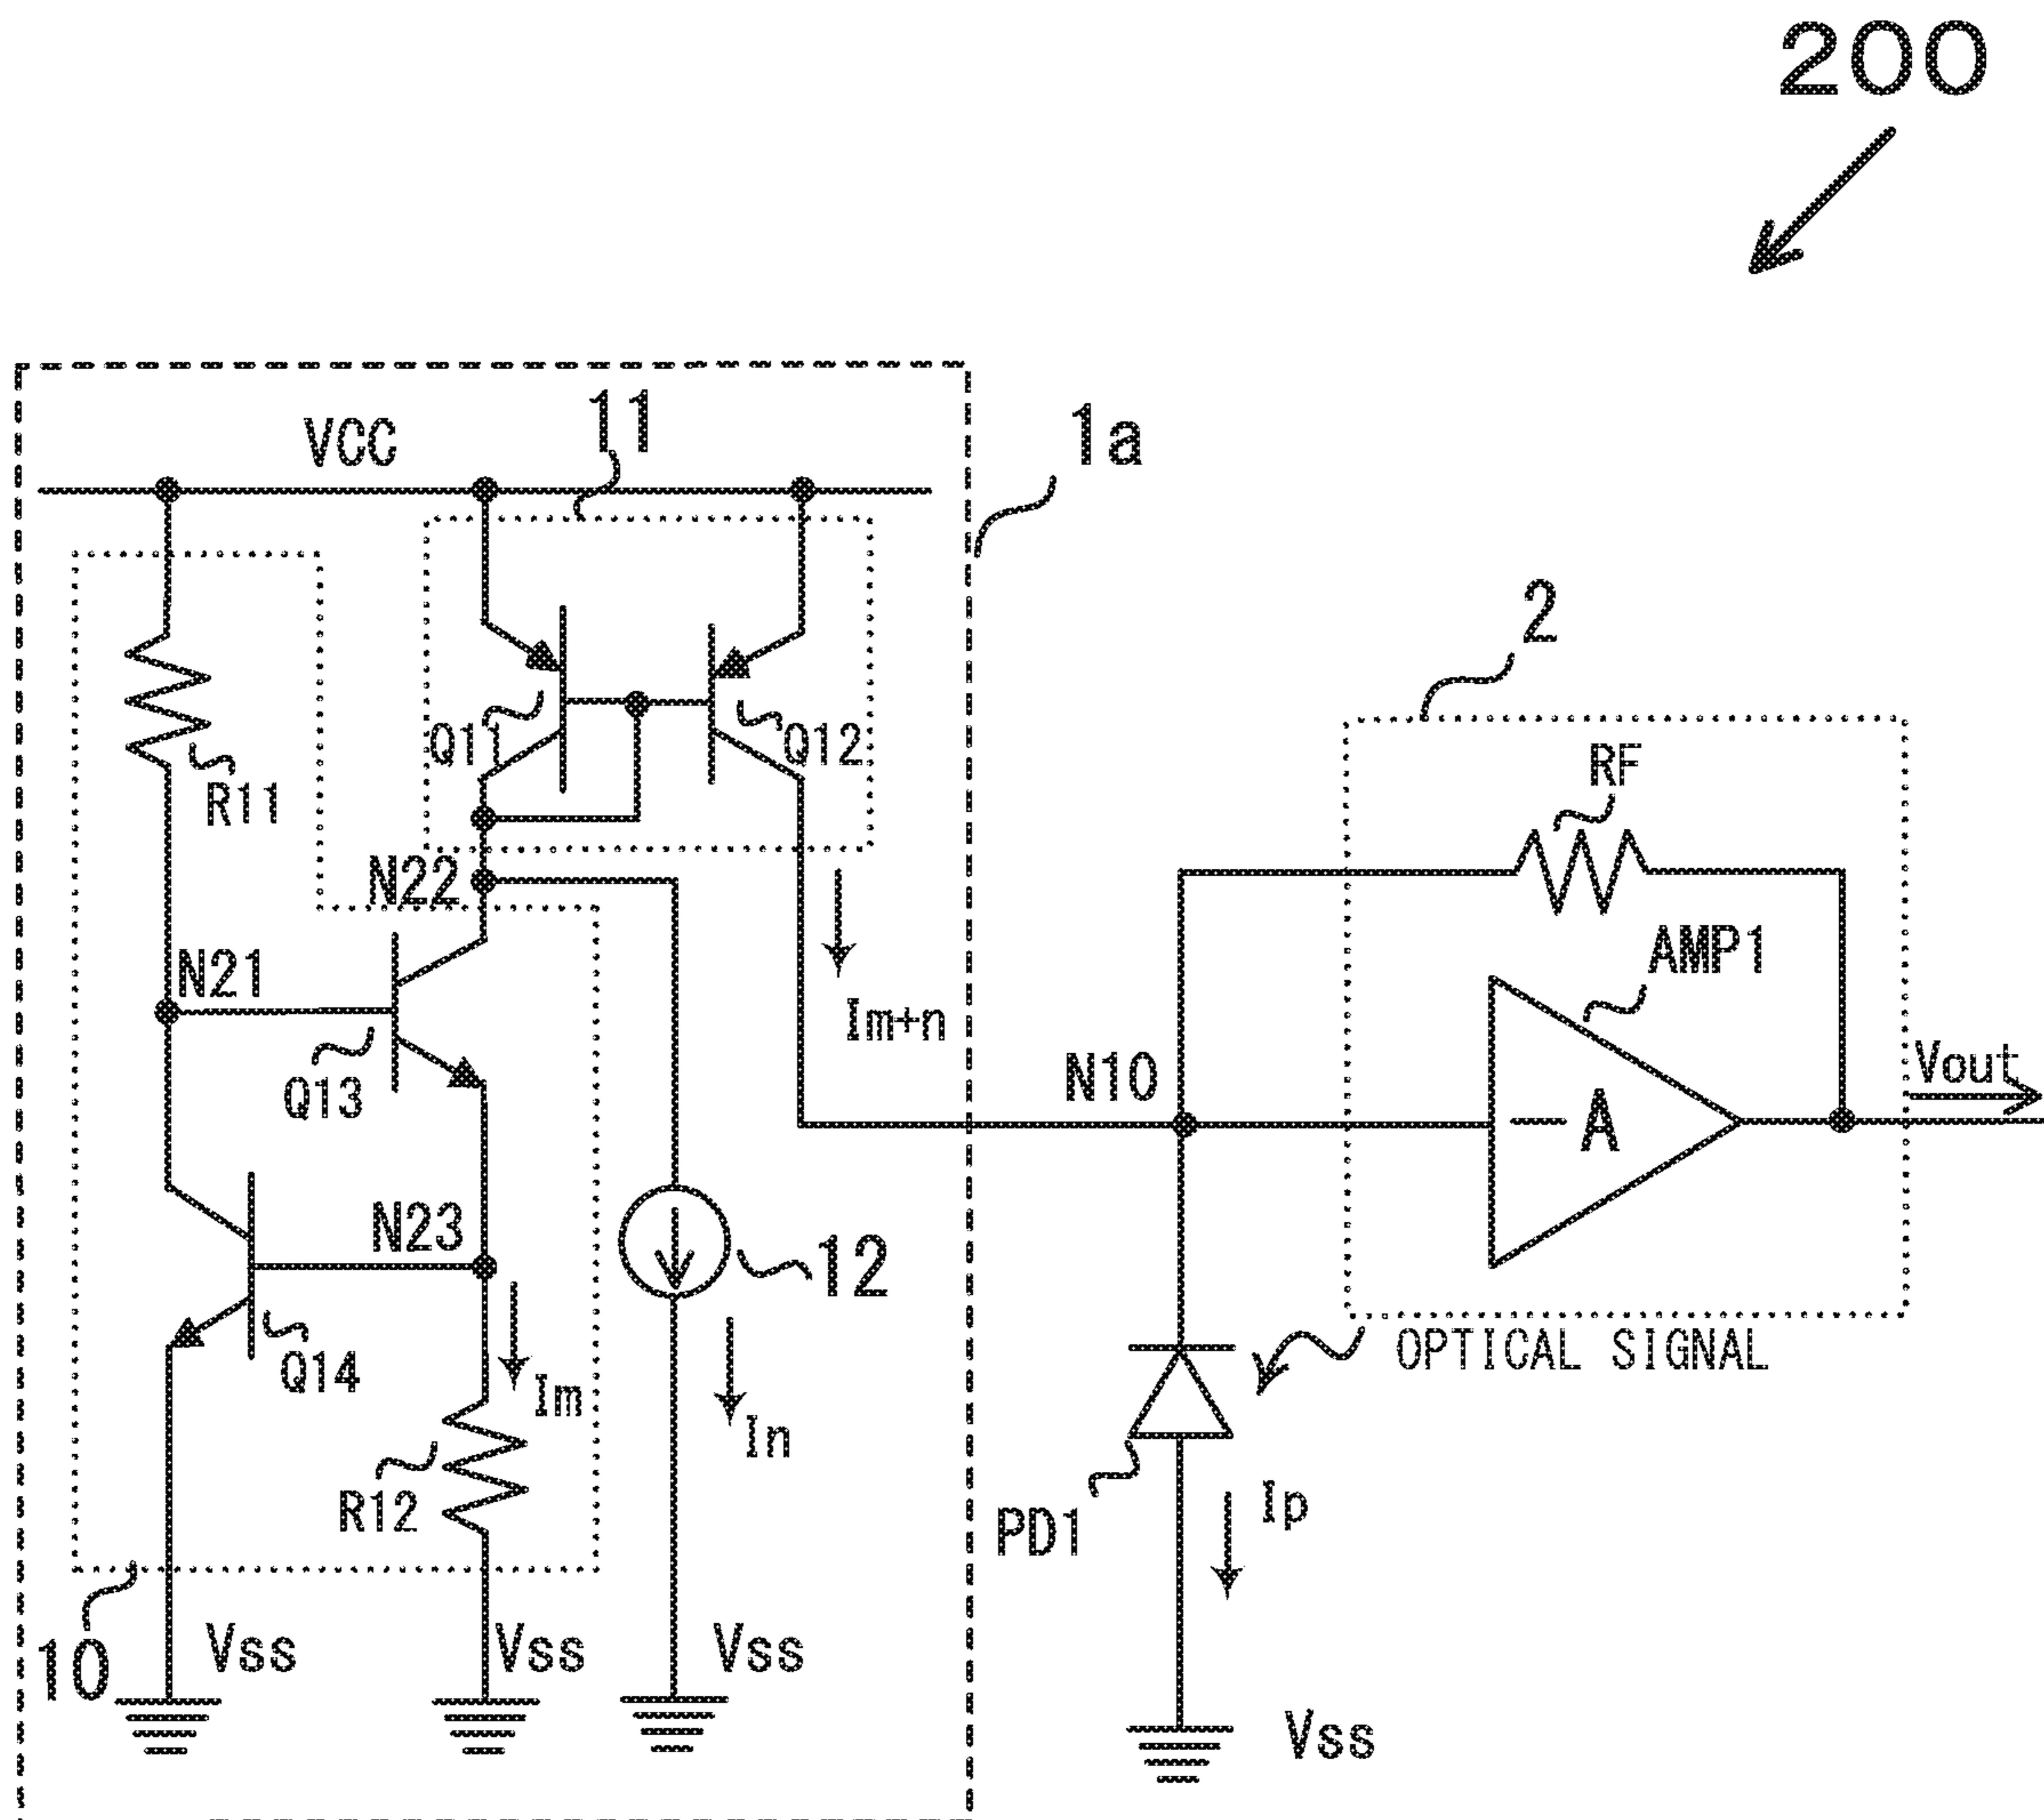 200
11
VCC
1a
2
Q11
Q12
RF
R11
N22
N21
AMP1
Im+n
N10
Vout
Q13
-A
N23
12
Q14
Im
OPTICAL SIGNAL
In
R12
Ip
PD1
10
Vss
Vss
Vss
Vss